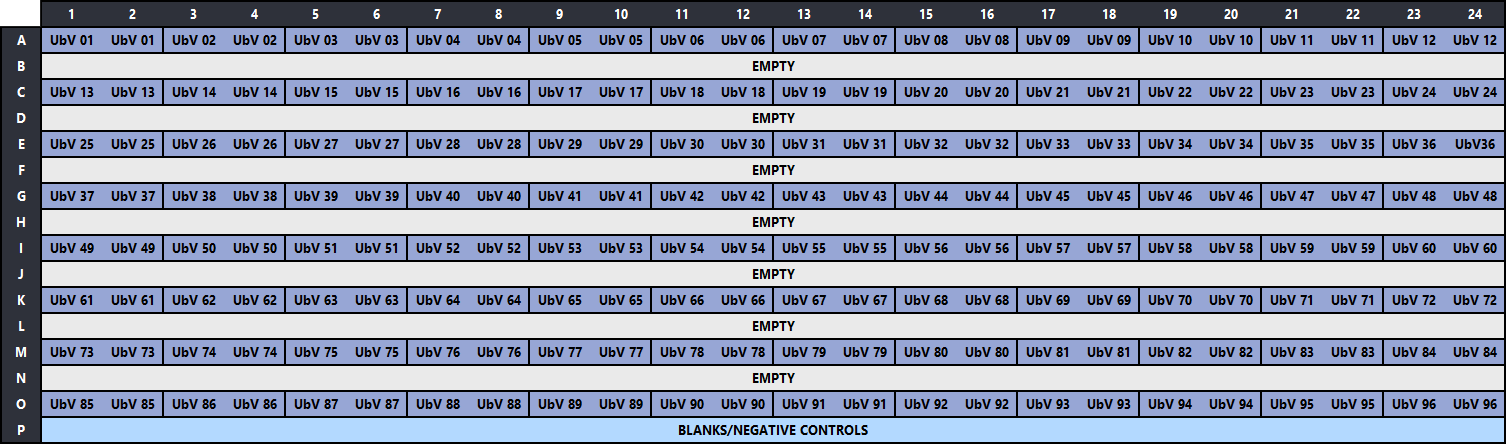 1 2 3 4 5 6 7 8 9 10 11 12 13 14 15 16 17 18 19 20 21 22 23 24
A UbV 01 UbV 01 UbV 02 UbV 02 UbV 03 UbV 03 UbV 04 UbV 04 UbV 05 UbV 05 UbV 06 UbV 06 UbV 07 UbV 07 UbV 08 UbV 08 UbV 09 UbV 09 UbV 10 UbV 10 UbV 11 UbV 11 UbV 12 UbV 12
B EMPTY
C UbV 13 UbV 13 UbV 14 UbV 14 UbV 15 UbV 15 UbV 16 UbV 16 UbV 17 UbV 17 UbV 18 UbV 18 UbV 19 UbV 19 UbV 20 UbV 20 UbV 21 UbV 21 UbV 22 UbV 22 UbV 23 UbV 23 UbV 24 UbV 24
D EMPTY
E UbV 25 UbV 25 UbV 26 UbV 26 UbV 27 UbV 27 UbV 28 UbV 28 UbV 29 UbV 29 UbV 30 UbV 30 UbV 31 UbV 31 UbV 32 UbV 32 UbV 33 UbV 33 UbV 34 UbV 34 UbV 35 UbV 35 UbV 36 UbV36
F EMPTY
G UbV 37 UbV 37 UbV 38 UbV 38 UbV 39 UbV 39 UbV 40 UbV 40 UbV 41 UbV 41 UbV 42 UbV 42 UbV 43 UbV 43 UbV 44 UbV 44 UbV 45 UbV 45 UbV 46 UbV 46 UbV 47 UbV 47 UbV 48 UbV 48
H EMPTY
I UbV 49 UbV 49 UbV 50 UbV 50 UbV 51 UbV 51 UbV 52 UbV 52 UbV 53 UbV 53 UbV 54 UbV 54 UbV 55 UbV 55 UbV 56 UbV 56 UbV 57 UbV 57 UbV 58 UbV 58 UbV 59 UbV 59 UbV 60 UbV 60
J EMPTY
K UbV 61 UbV 61 UbV 62 UbV 62 UbV 63 UbV 63 UbV 64 UbV 64 UbV 65 UbV 65 UbV 66 UbV 66 UbV 67 UbV 67 UbV 68 UbV 68 UbV 69 UbV 69 UbV 70 UbV 70 UbV 71 UbV 71 UbV 72 UbV 72
L EMPTY
M UbV 73 UbV 73 UbV 74 UbV 74 UbV 75 UbV 75 UbV 76 UbV 76 UbV 77 UbV 77 UbV 78 UbV 78 UbV 79 UbV 79 UbV 80 UbV 80 UbV 81 UbV 81 UbV 82 UbV 82 UbV 83 UbV 83 UbV 84 UbV 84
N EMPTY
O UbV 85 UbV 85 UbV 86 UbV 86 UbV 87 UbV 87 UbV 88 UbV 88 UbV 89 UbV 89 UbV 90 UbV 90 UbV 91 UbV 91 UbV 92 UbV 92 UbV 93 UbV 93 UbV 94 UbV 94 UbV 95 UbV 95 UbV 96 UbV 96
P BLANKS/NEGATIVE CONTROLS